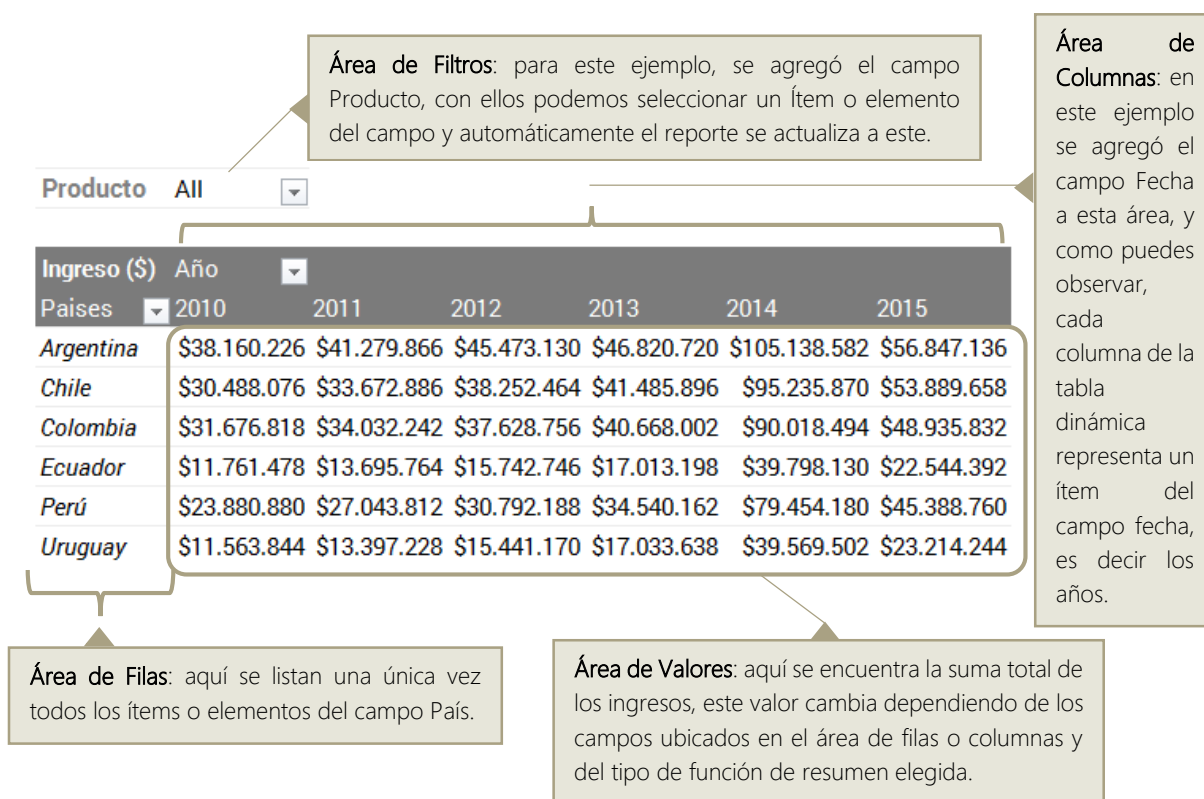 Área de Filtros: para este ejemplo, se agregó el campo
Producto, con ellos podemos seleccionar un Ítem o elemento
del campo y automáticamente el reporte se actualiza a este.
Área de
Columnas: en
este ejemplo
se agregó el
campo Fecha
a esta área, y
como puedes
observar,
cada
columna de la
tabla
dinámica
representa un
ítem del
campo fecha,
es decir los
años.
Producto All
Ingreso ($) Año
Paises 2010 2011 2012 2013 2014 2015
Argentina $38.160.226 $41.279.866 $45.473.130 $46.820.720 $105.138.582 $56.847.136
Chile $30.488.076 $33.672.886 $38.252.464 $41.485.896 $95.235.870 $53.889.658
Colombia $31.676.818 $34.032.242 $37.628.756 $40.668.002 $90.018.494 $48.935.832
Ecuador $11.761.478 $13.695.764 $15.742.746 $17.013.198 $39.798.130 $22.544.392
Perú $23.880.880 $27.043.812 $30.792.188 $34.540.162 $79.454.180 $45.388.760
Uruguay $11.563.844 $13.397.228 $15.441.170 $17.033.638 $39.569.502 $23.214.244
Área de Filas: aquí se listan una única vez
todos los ítems o elementos del campo País.
Área de Valores: aquí se encuentra la suma total de
los ingresos, este valor cambia dependiendo de los
campos ubicados en el área de filas o columnas y
del tipo de función de resumen elegida.